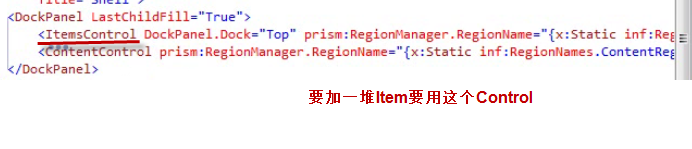 Title="Shell">
<DockPanel LastChildFill="True">
<ItemsControl DockPanel.Dock="Top" prism:RegionManager.RegionName="{x:Static inf:Reg
<ContentControl prism:RegionManager.RegionName="{x:Static inf:RegionNames.ContentReg
</DockPanel>
要加一堆Item要用这个Control